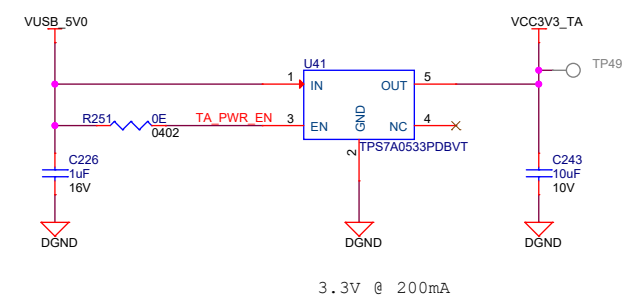 VUSB_5V0
VCC3V3_TA
U41
TP49
1
IN
OUT
5
R251
0E
0402
TA_PWR_EN
3
EN
GND
NC
4
2
TPS7A0533PDBVT
C226
1uF
16V
C243
10uF
10V
DGND
DGND
DGND
3.3V @ 200mA